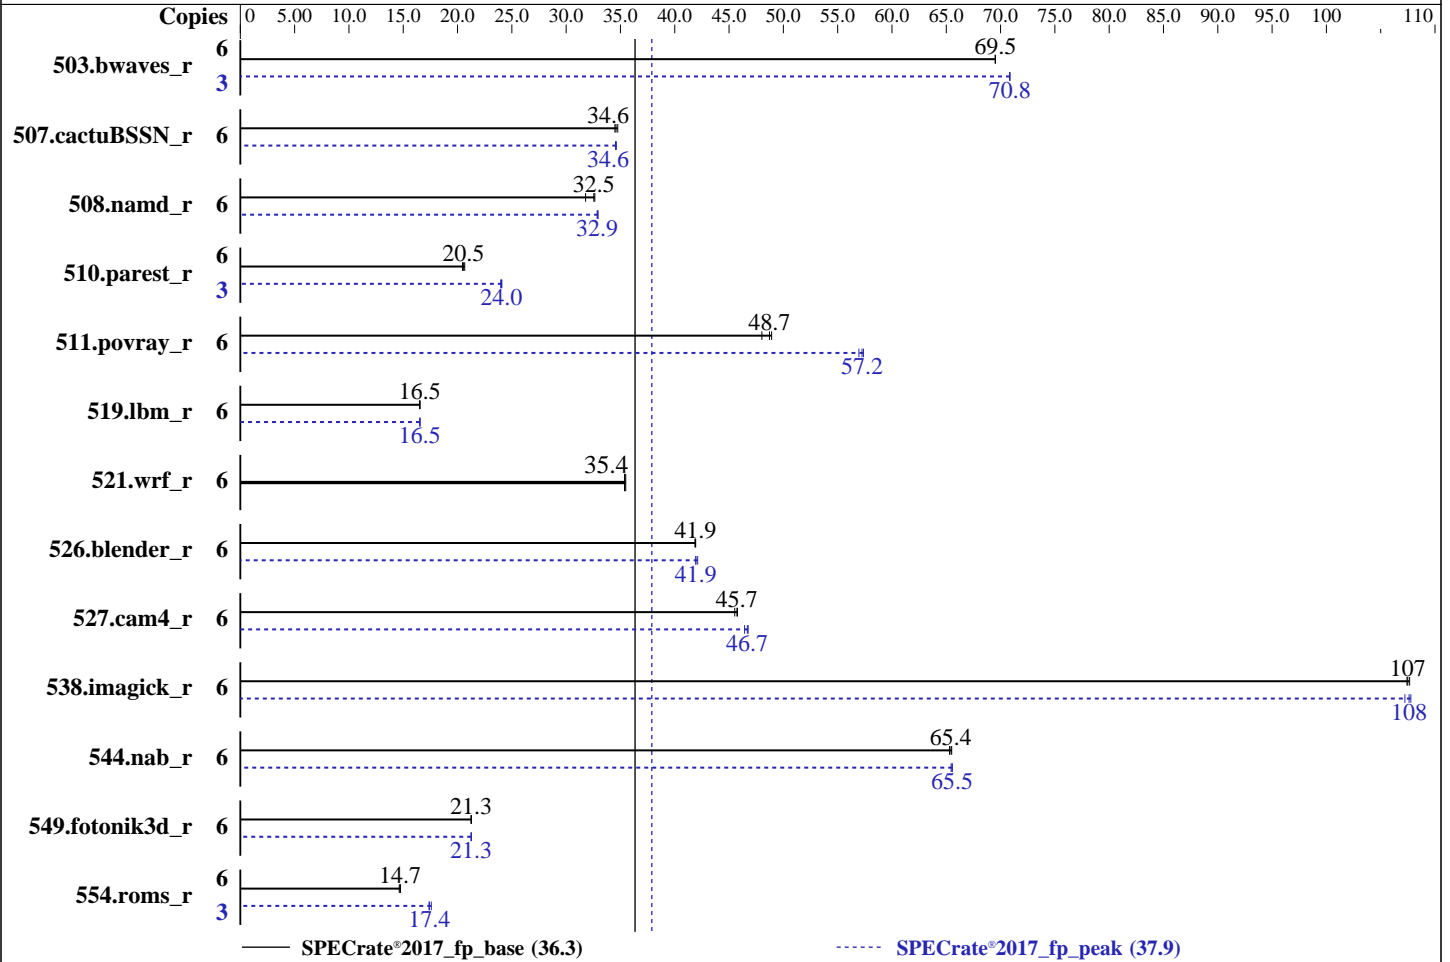 Copies 0 5.00 10.0 15.0 20.0 25.0 30.0 35.0 40.0 45.0 50.0 55.0 60.0 65.0 70.0 75.0 80.0 85.0 90.0 95.0 100 110
503.bwaves_r 6 69.5
3 70.8
507.cactuBSSN_r 6 34.6
34.6
508.namd_r 6 32.5
32.9
510.parest_r 6 20.5
3 24.0
511.povray_r 6 48.7
57.2
519.lbm_r 6 16.5
16.5
521.wrf_r 6 35.4
526.blender_r 6 41.9
41.9
527.cam4_r 6 45.7
46.7
538.imagick_r 6 107
108
544.nab_r 6 65.4
65.5
549.fotonik3d_r 6 21.3
21.3
554.roms_r 6 14.7
3 17.4
SPECrate®2017_fp_base (36.3) SPECrate®2017_fp_peak (37.9)